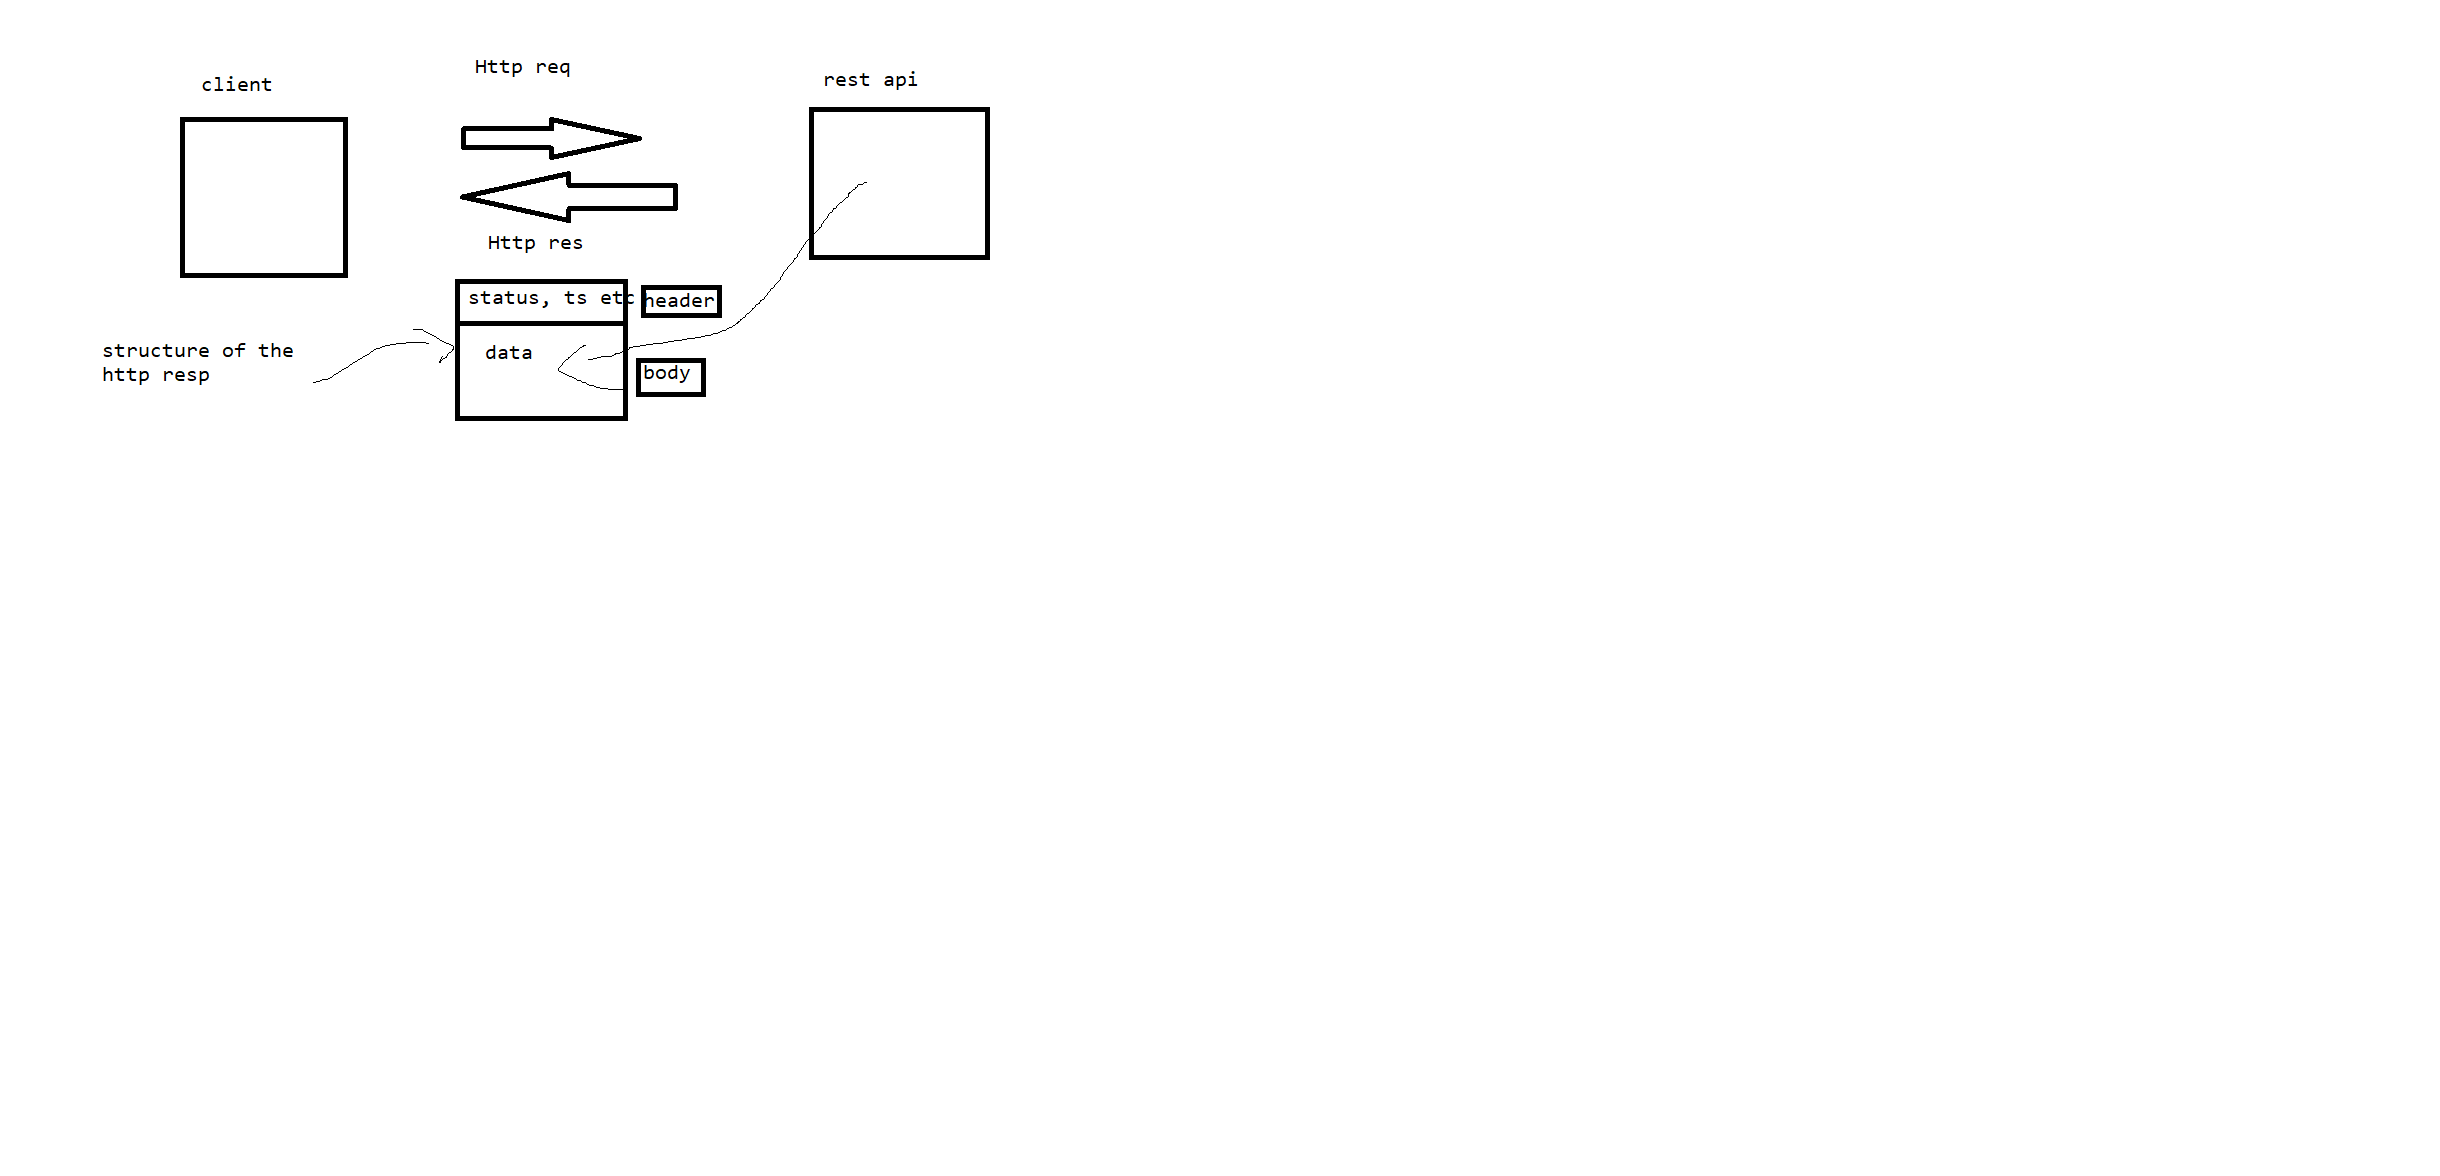 client
Http req
rest api
Http res
status, ts etc
header
structure of the
http resp
data
body